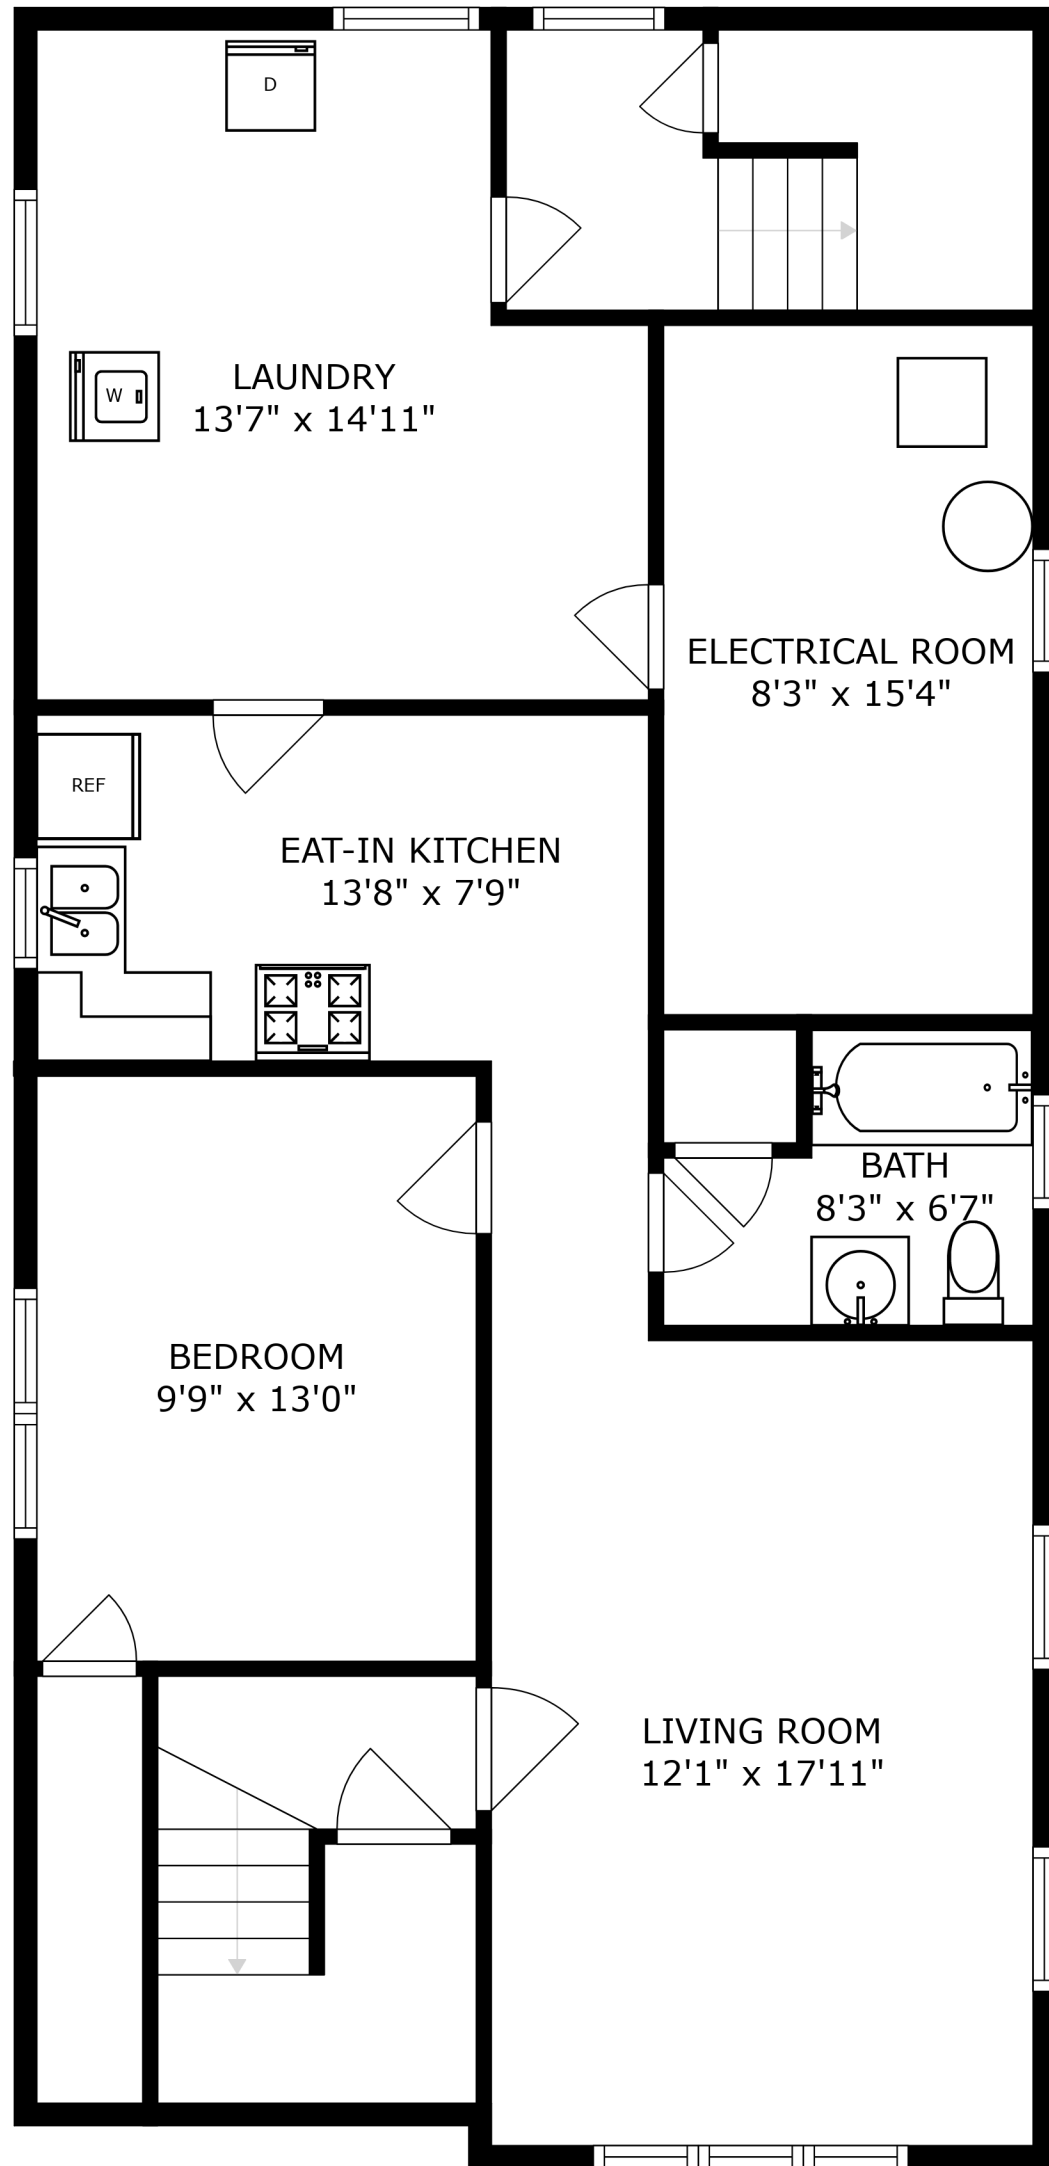 D
LAUNDRY
13'7" x 14'11"
W
ELECTRICAL ROOM
8'3" x 15'4"
REF
EAT-IN KITCHEN
13'8" x 7'9"
BATH
8'3" x 6'7"
BEDROOM
9'9" x 13'0"
LIVING ROOM
12'1" x 17'11"